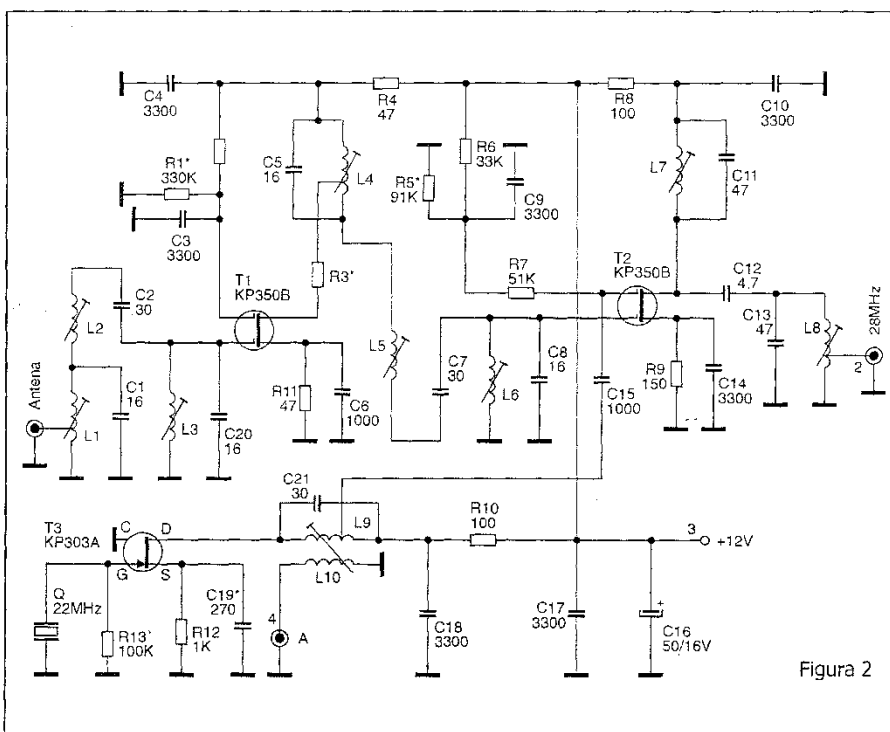 C4
3300
R4
47
R8
100
C10
3300
R1*
330K
C5
16
L4
R5*
91K
R6
33K
C9
3300
L7
C11
47
C3
3300
T1
KP350B
R3*
R7
51K
T2
KP350B
C12
4.7
C2
30
L2
C13
47
L8
28MHz
2
Antena
L1
C1
16
L3
C20
16
R11
47
C6
1000
L5
C7
30
L6
C8
16
C15
1000
R9
150
C14
3300
C21
30
L9
L10
R10
100
3
+12V
T3
KP303A
C
D
G
S
Q
22MHz
R13*
100K
R12
1K
C19*
270
4
A
C18
3300
C17
3300
+
C16
50/16V
Figura 2